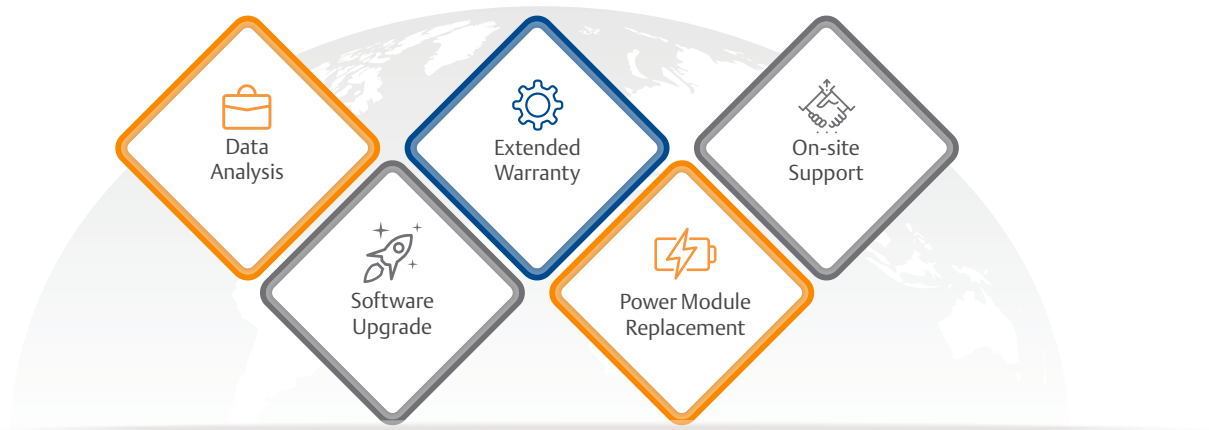 Data
Analysis
Software
Upgrade
Extended
Warranty
Power Module
Replacement
On-site
Support